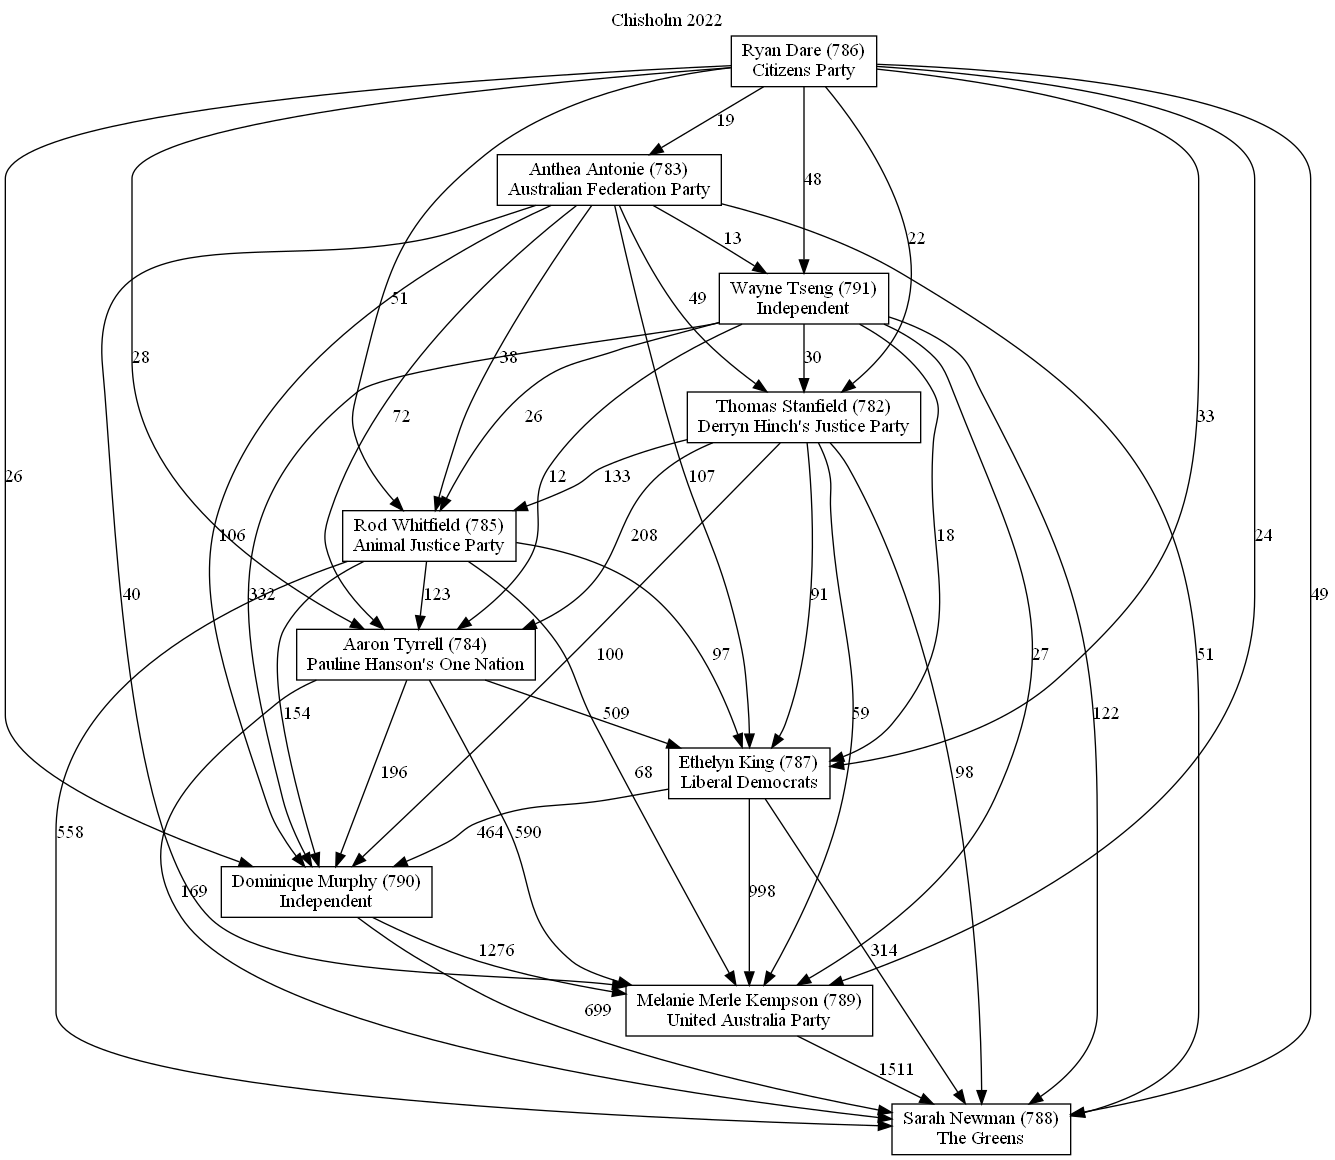 Chisholm 2022
Ryan Dare (786)
Citizens Party
19
Anthea Antonie (783)
Australian Federation Party
48
13
22
Wayne Tseng (791)
Independent
51
49
28
38
30
72
26
Thomas Stanfield (782)
Derryn Hinch's Justice Party
33
26
12
133
107
Rod Whitfield (785)
Animal Justice Party
106
208
18
24
40
332
123
91
122
49
Aaron Tyrrell (784)
Pauline Hanson's One Nation
100
97
27
51
154
509
59
196
68
98
Ethelyn King (787)
Liberal Democrats
558
464
590
169
998
Dominique Murphy (790)
Independent
1276
314
699
Melanie Merle Kempson (789)
United Australia Party
1511
Sarah Newman (788)
The Greens